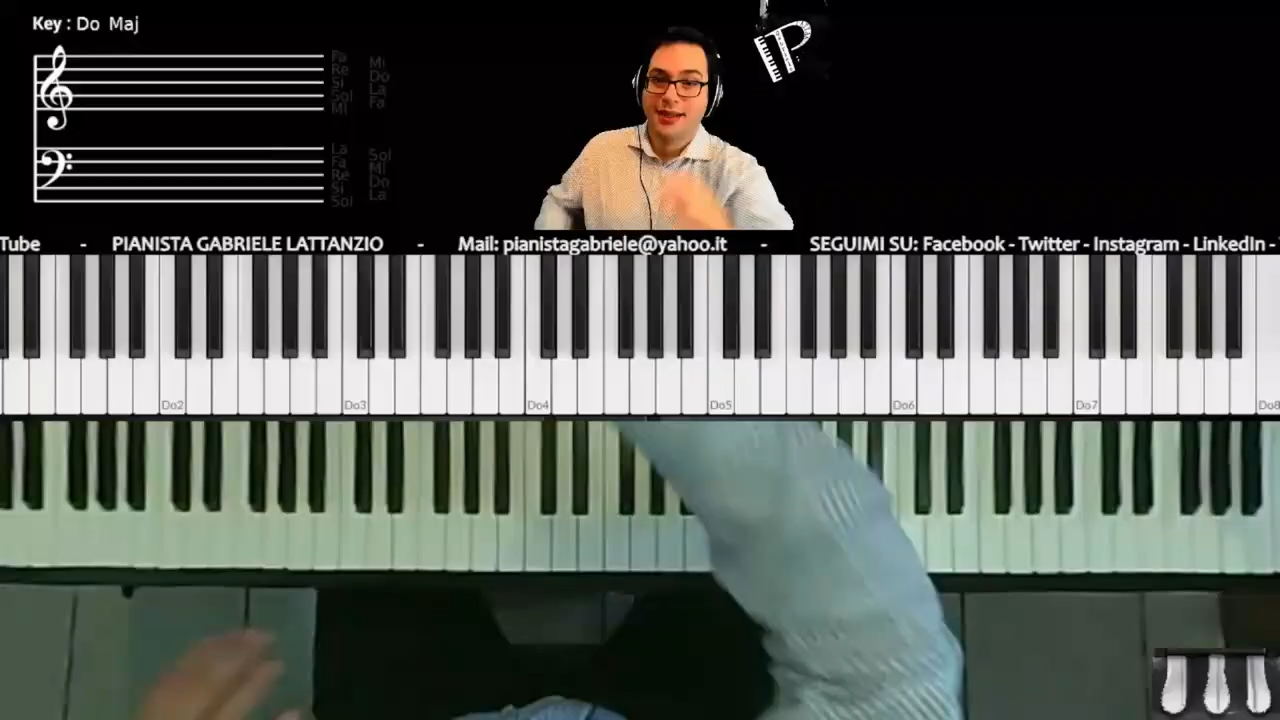 Key : Do Maj
Fa
Mi
Re
Do
Si
La
Sol
Fa
Mi
La
Sol
Fa
Mi
Re
Do
Si
La
Sol
Tube - PIANISTA GABRIELE LATTANZIO - Mail: pianistagabriele@yahoo.it - SEGUIMI SU: Facebook - Twitter - Instagram - LinkedIn -
Do2 Do3 Do4 Do5 Do6 Do7 Do8